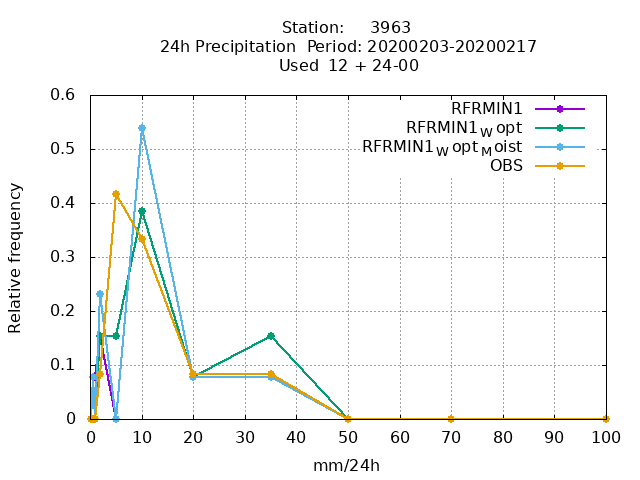 Station: 3963
24h Precipitation Period: 20200203-20200217
Used 12 + 24-00
RFRMIN1
RFRMIN1_W opt
RFRMIN1_W opt_M oist
OBS
0.6
0.5
0.4
0.3
0.2
0.1
0
Relative frequency
0 10 20 30 40 50 60 70 80 90 100
mm/24h